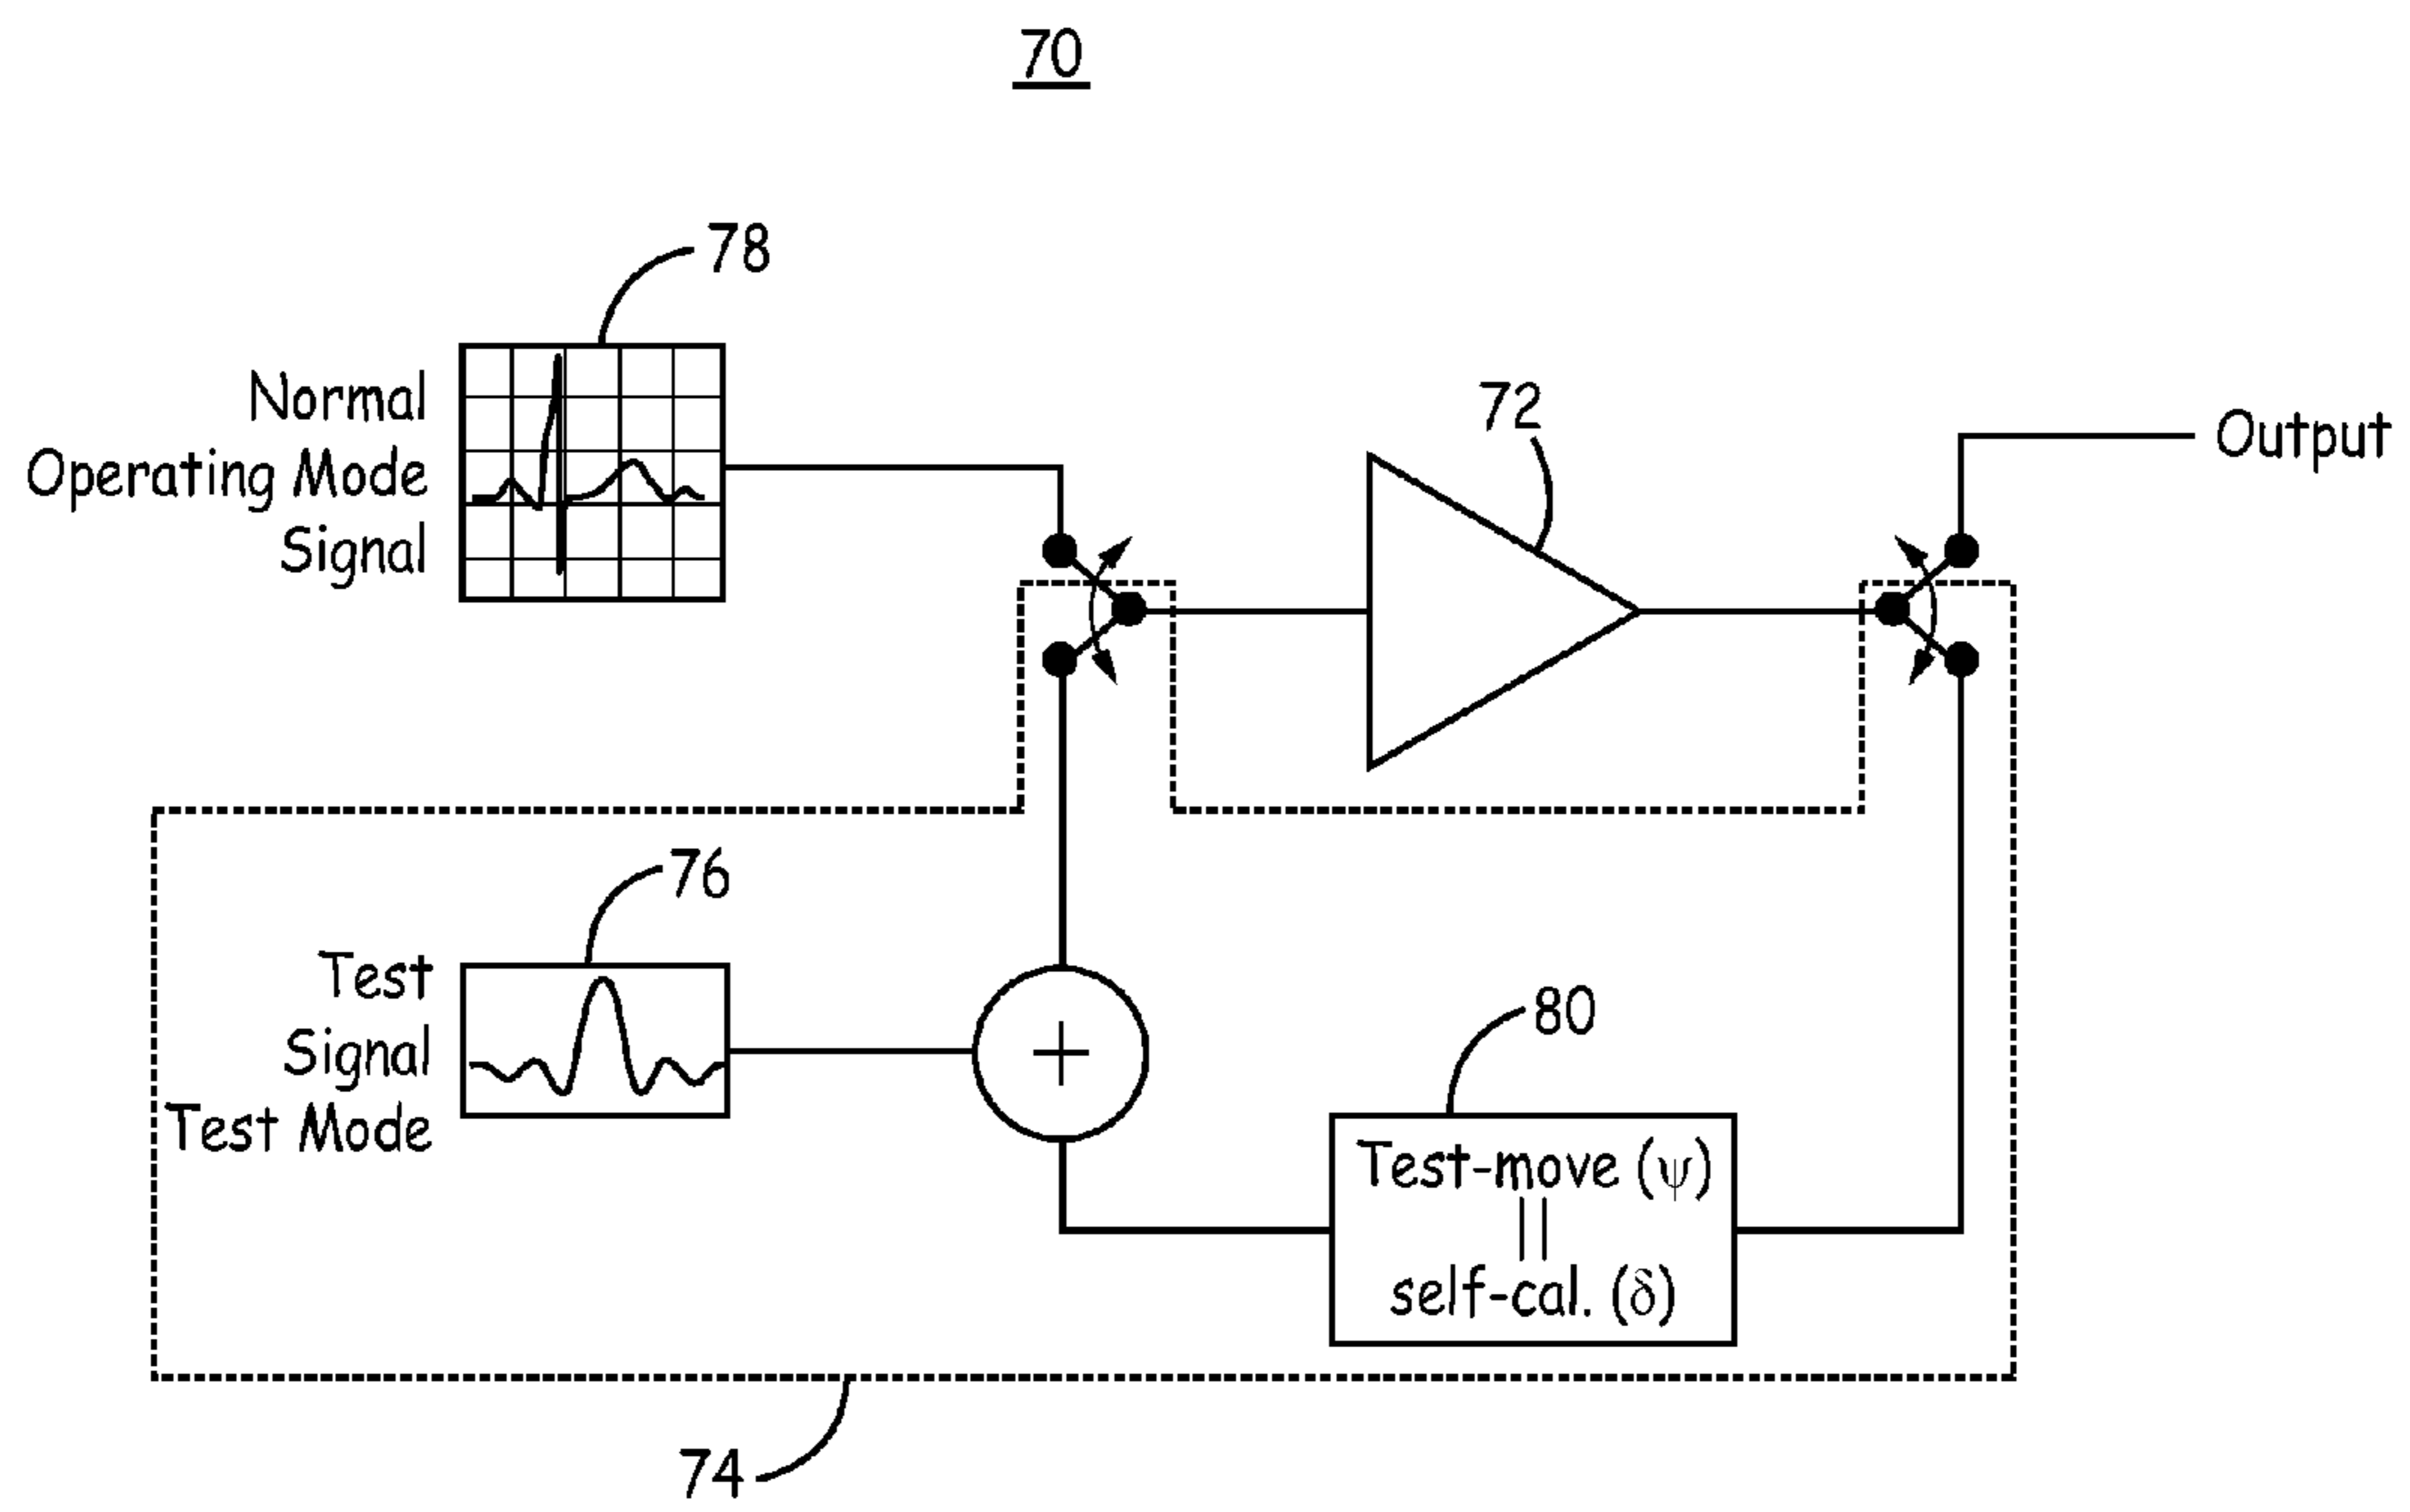 70
78
Normal
Operating Mode
Signal
72
Output
76
Test
Signal
Test Mode
+
80
Test-move (ψ)
||
self-cal. (δ)
74